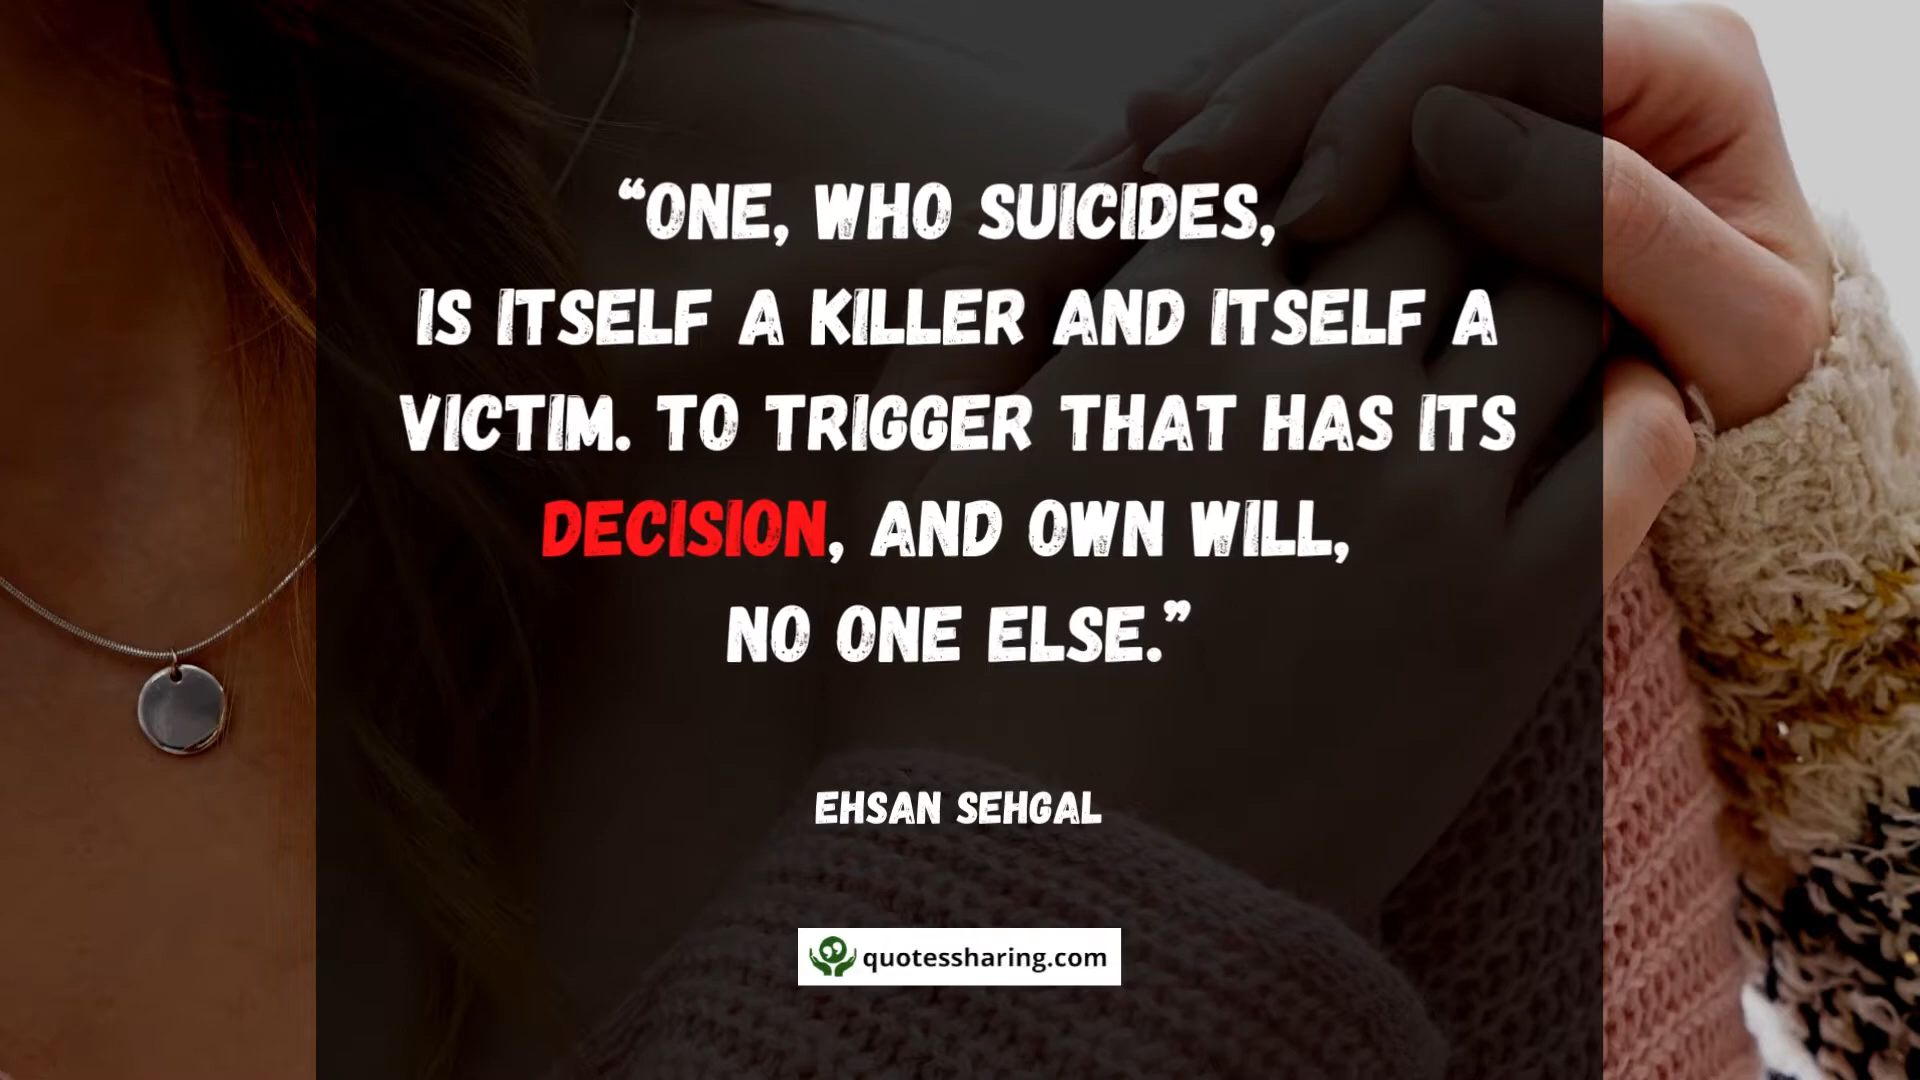 “ONE, WHO SUICIDES,
IS ITSELF A KILLER AND ITSELF A
VICTIM. TO TRIGGER THAT HAS ITS
DECISION, AND OWN WILL,
NO ONE ELSE.”
EHSAN SEHGAL
quotessharing.com